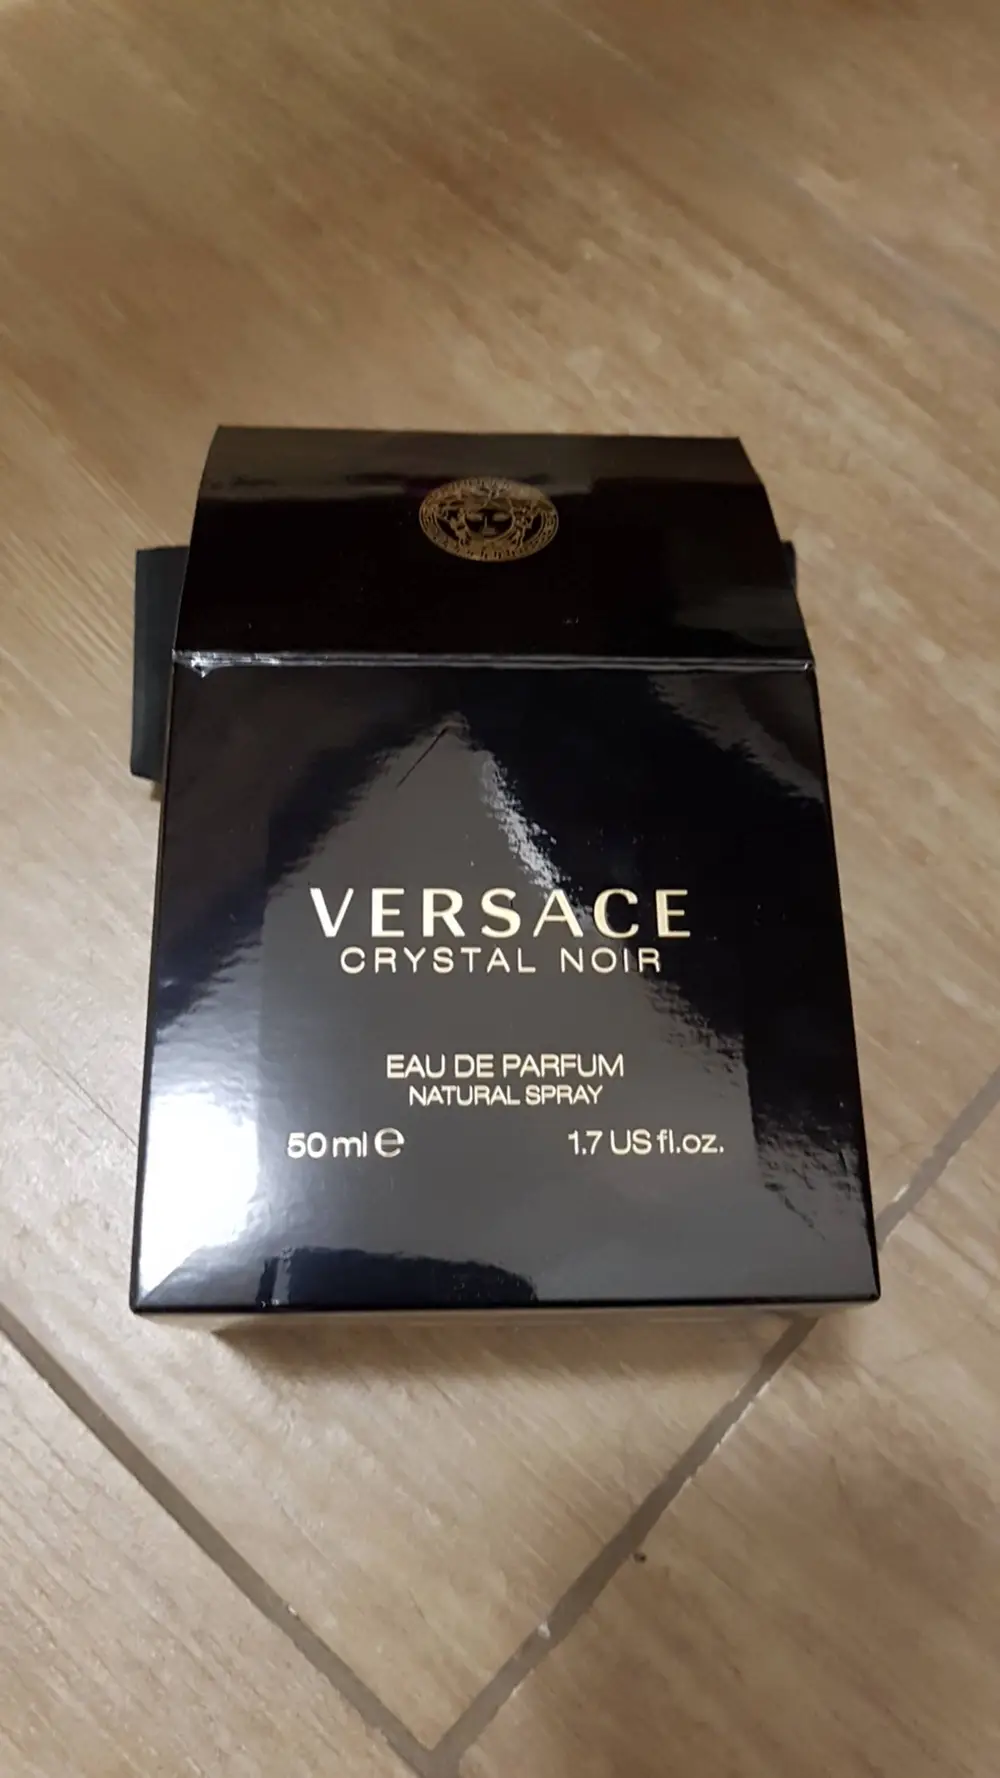 VERSACE
CRYSTAL NOIR
EAU DE PARFUM
NATURAL SPRAY
50 ml ℮ 1.7 US fl.oz.